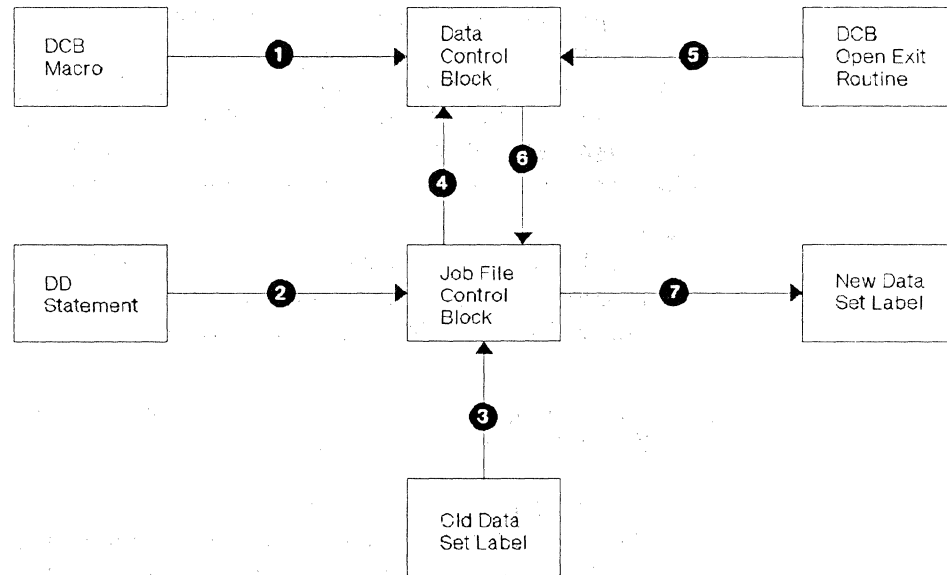 DCB
Macro
1
Data
Control
Block
5
DCB
Open Exit
Routine
4
6
DD
Statement
2
Job File
Control
Block
7
New Data
Set Label
3
Old Data
Set Label